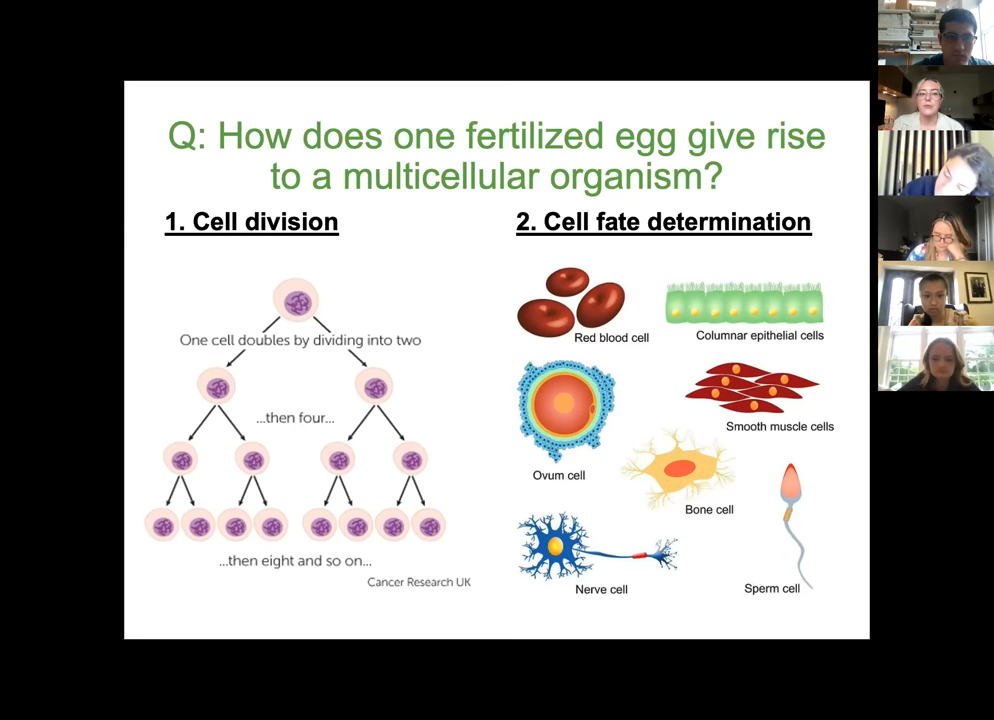 Q: How does one fertilized egg give rise
to a multicellular organism?
1. Cell division
One cell doubles by dividing into two
...then four...
...then eight and so on...
Cancer Research UK
2. Cell fate determination
Red blood cell
Columnar epithelial cells
Smooth muscle cells
Ovum cell
Bone cell
Nerve cell
Sperm cell